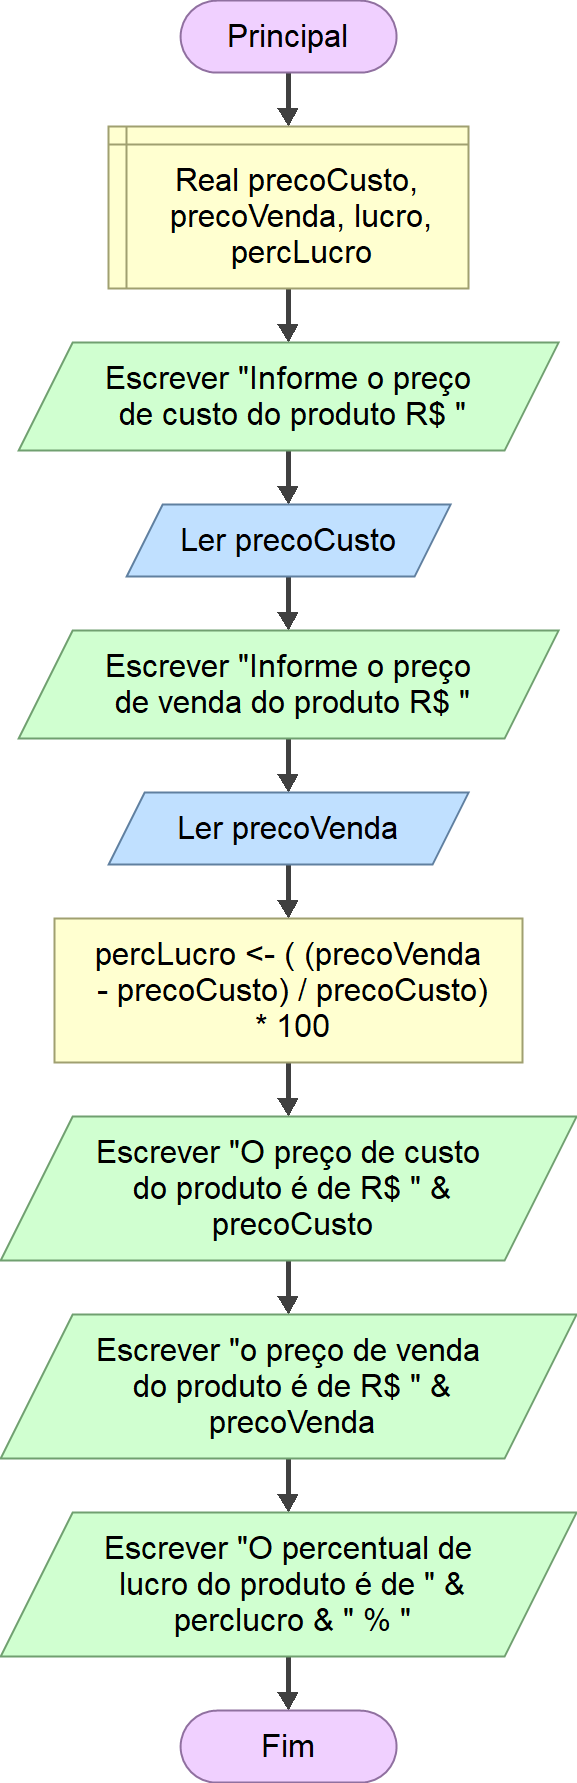 Principal
Real precoCusto,
precoVenda, lucro,
percLucro
Escrever "Informe o preço
de custo do produto R$ "
Ler precoCusto
Escrever "Informe o preço
de venda do produto R$ "
Ler precoVenda
percLucro <- ( (precoVenda
- precoCusto) / precoCusto)
* 100
Escrever "O preço de custo
do produto é de R$ " &
precoCusto
Escrever "o preço de venda
do produto é de R$ " &
precoVenda
Escrever "O percentual de
lucro do produto é de " &
perclucro & " % "
Fim